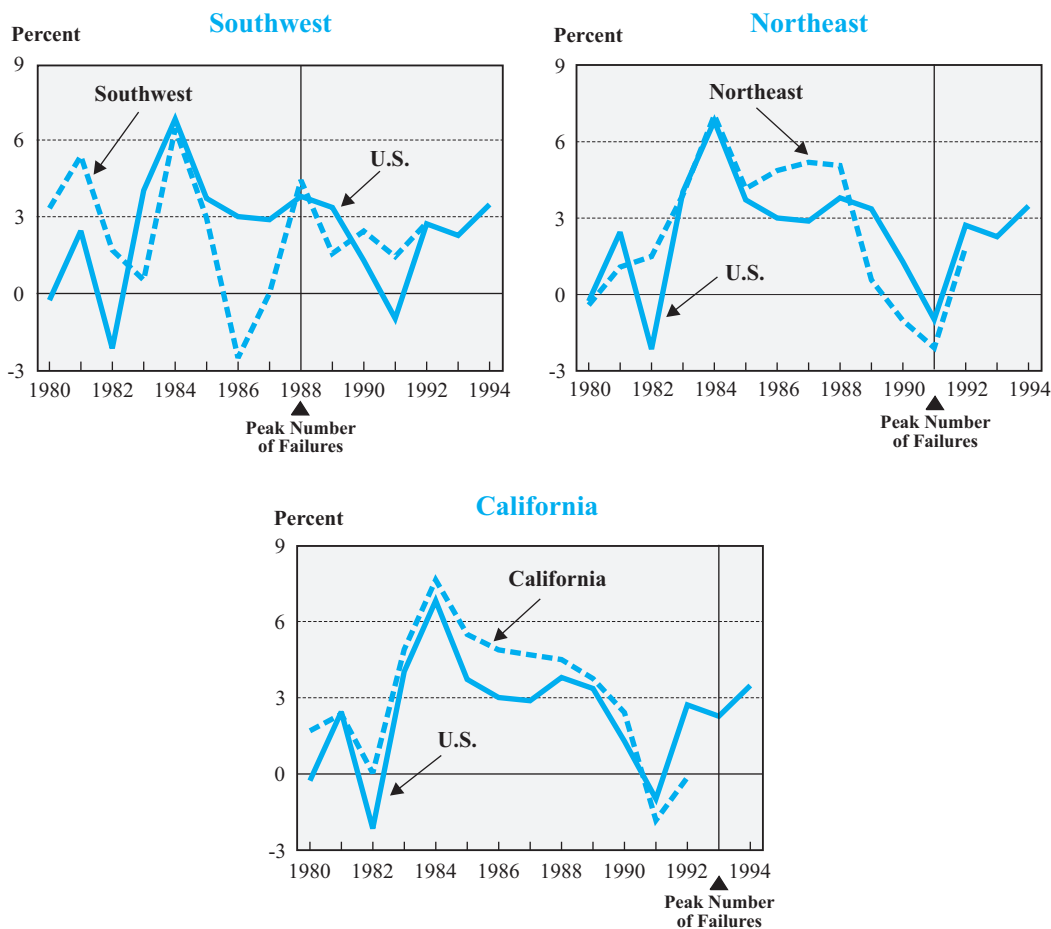 Southwest
Percent
9
6
3
0
-3
Southwest
U.S.
1980 1982 1984 1986 1988 1990 1992 1994
Peak Number
of Failures
Northeast
Percent
9
6
3
0
-3
Northeast
U.S.
1980 1982 1984 1986 1988 1990 1992 1994
Peak Number
of Failures
California
Percent
9
6
3
0
-3
California
U.S.
1980 1982 1984 1986 1988 1990 1992 1994
Peak Number
of Failures